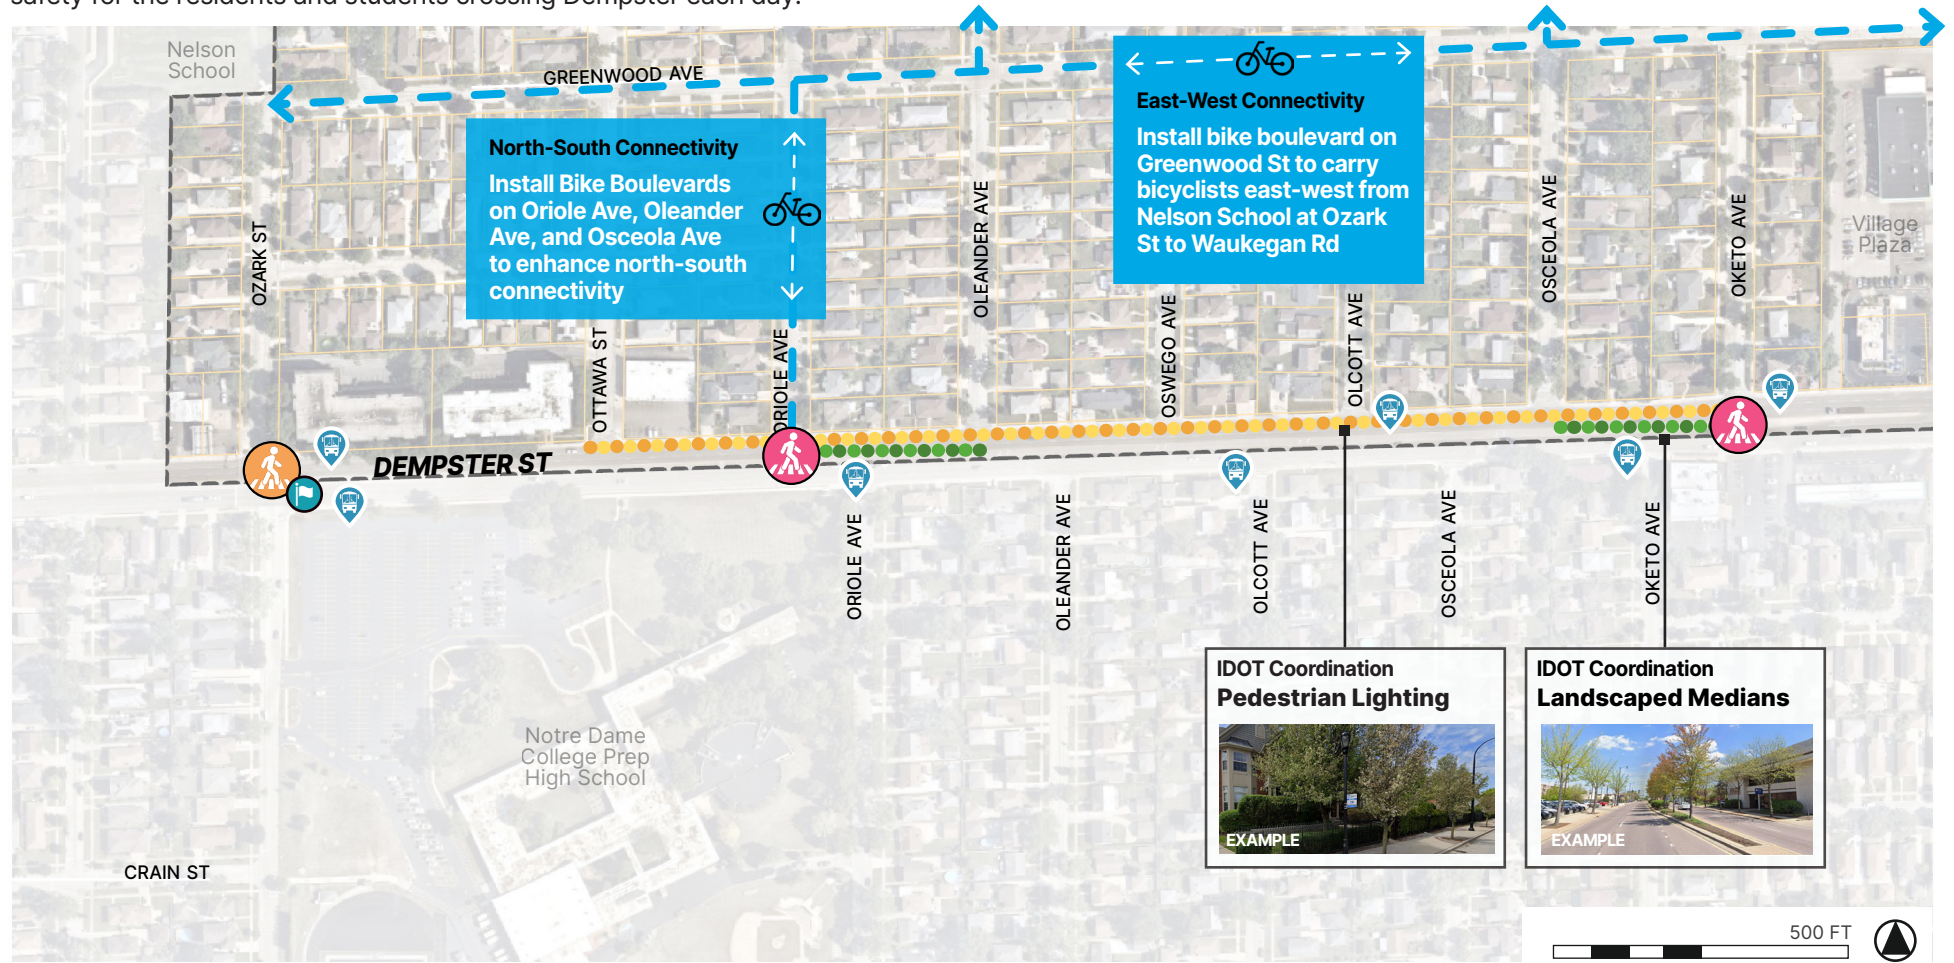 safety for the residents and students crossing Dempster each day.
Nelson
School
GREENWOOD AVE
East-West Connectivity
Install bike boulevard on
Greenwood St to carry
bicyclists east-west from
Nelson School at Ozark
St to Waukegan Rd
North-South Connectivity
Install Bike Boulevards
on Oriole Ave, Oleander
Ave, and Osceola Ave
to enhance north-south
connectivity
OZARK ST
OLEANDER AVE
OSCEOLA AVE
OKETO AVE
Village
Plaza
OTTAWA ST
ORIOLE AVE
OSWEGO AVE
OLCOTT AVE
DEMPSTER ST
ORIOLE AVE
OLEANDER AVE
OLCOTT AVE
OSCEOLA AVE
OKETO AVE
IDOT Coordination
Pedestrian Lighting
EXAMPLE
IDOT Coordination
Landscaped Medians
EXAMPLE
Notre Dame
College Prep
High School
CRAIN ST
500 FT